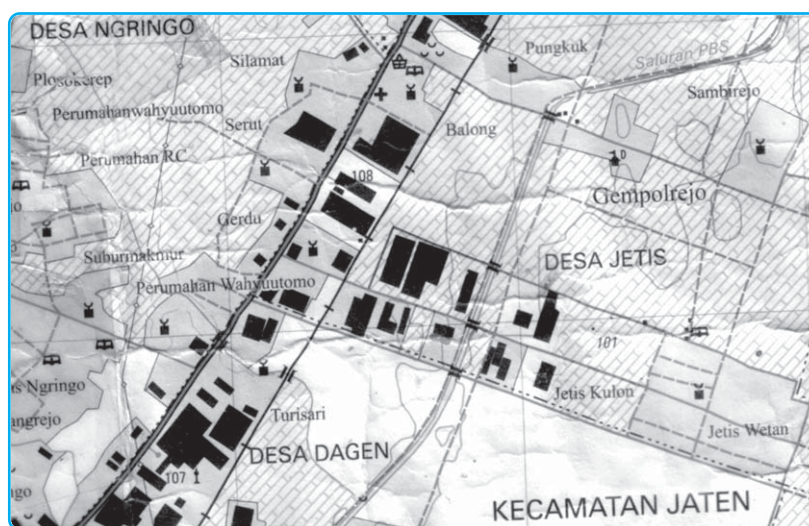 DESA NGRINGO
Silamat
Pungkuk
Saluran PBS
Plosokerep
Sambirejo
Perumahanwahyuutomo
Serut
Balong
Perumahan RC
108
Gempolrejo
Gerdu
DESA JETIS
Suburmakmur
Perumahan Wahyuutomo
101
Ngringo
Jetis Kulon
angrejo
Turisari
Jetis Wetan
DESA DAGEN
107
KECAMATAN JATEN